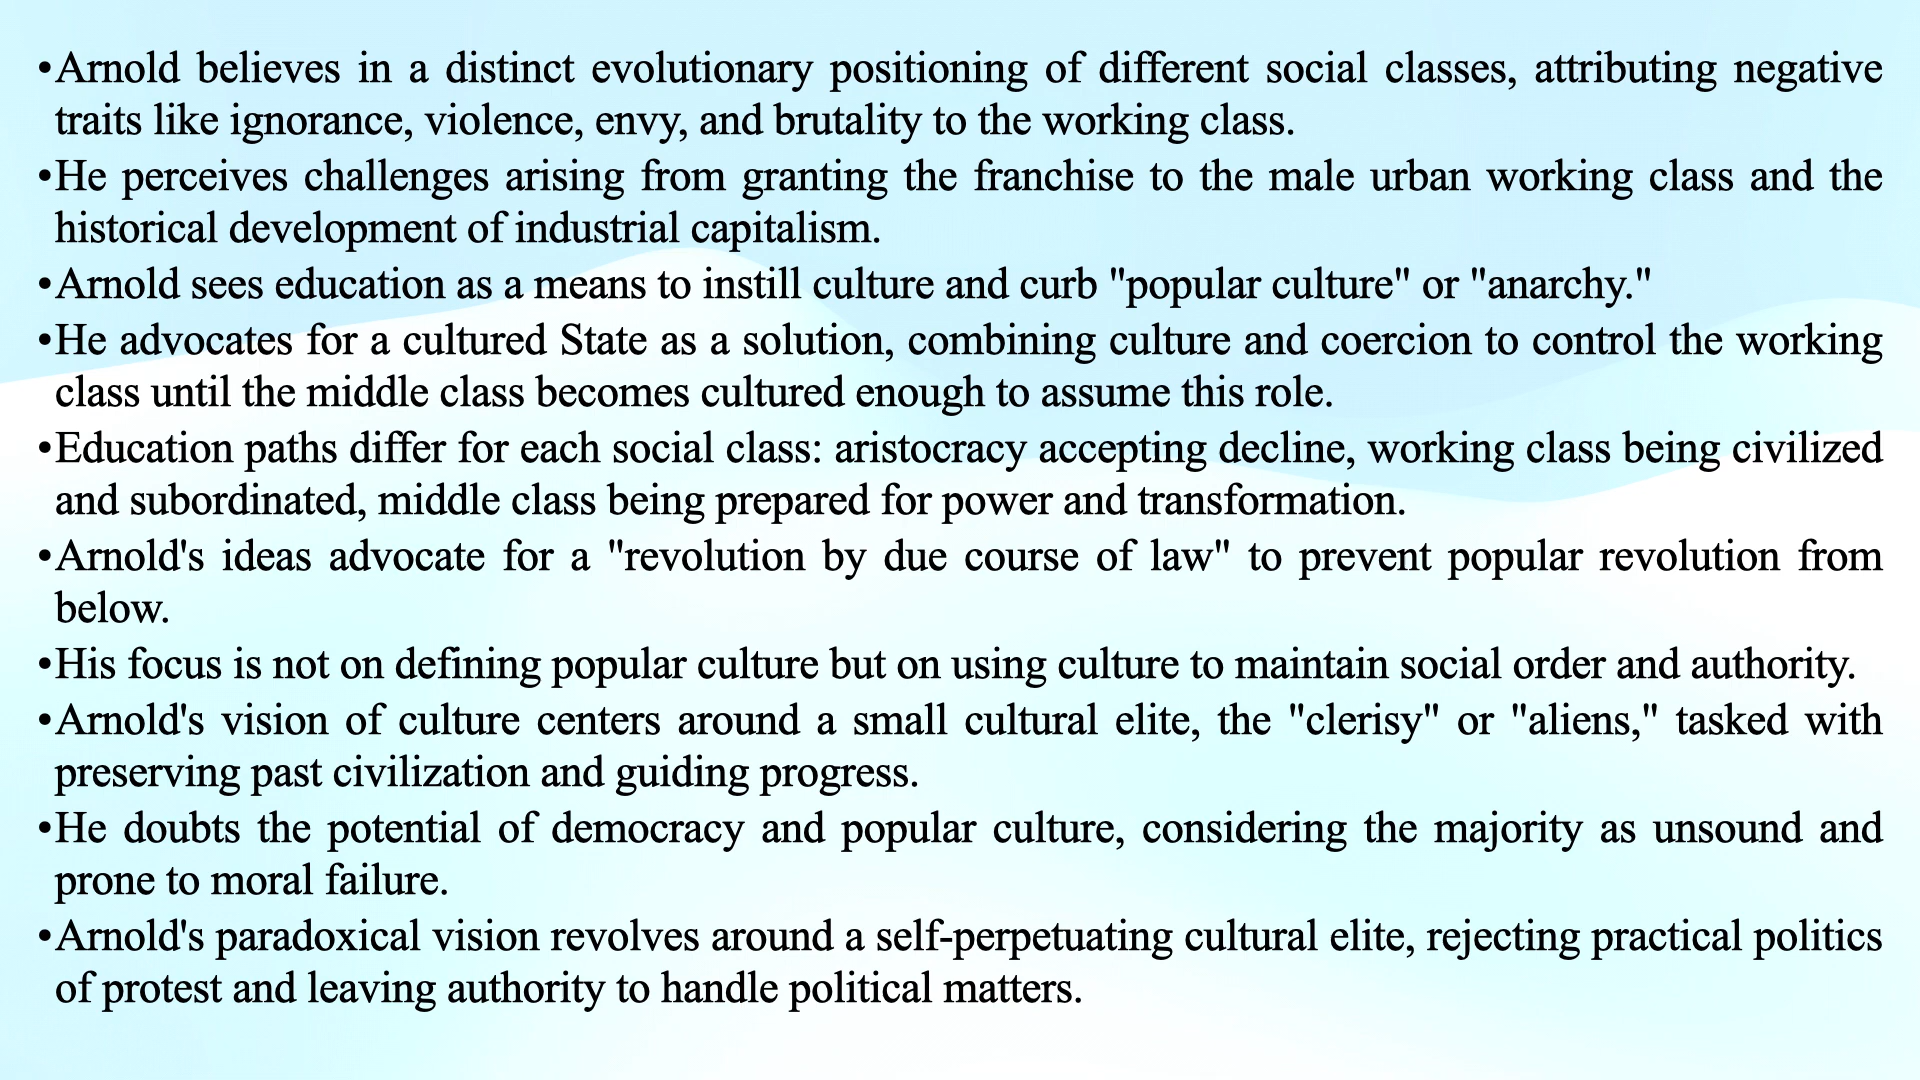 •Arnold believes in a distinct evolutionary positioning of different social classes, attributing negative
traits like ignorance, violence, envy, and brutality to the working class.
•He perceives challenges arising from granting the franchise to the male urban working class and the
historical development of industrial capitalism.
•Arnold sees education as a means to instill culture and curb "popular culture" or "anarchy."
•He advocates for a cultured State as a solution, combining culture and coercion to control the working
class until the middle class becomes cultured enough to assume this role.
•Education paths differ for each social class: aristocracy accepting decline, working class being civilized
and subordinated, middle class being prepared for power and transformation.
•Arnold's ideas advocate for a "revolution by due course of law" to prevent popular revolution from
below.
•His focus is not on defining popular culture but on using culture to maintain social order and authority.
•Arnold's vision of culture centers around a small cultural elite, the "clerisy" or "aliens," tasked with
preserving past civilization and guiding progress.
•He doubts the potential of democracy and popular culture, considering the majority as unsound and
prone to moral failure.
•Arnold's paradoxical vision revolves around a self-perpetuating cultural elite, rejecting practical politics
of protest and leaving authority to handle political matters.